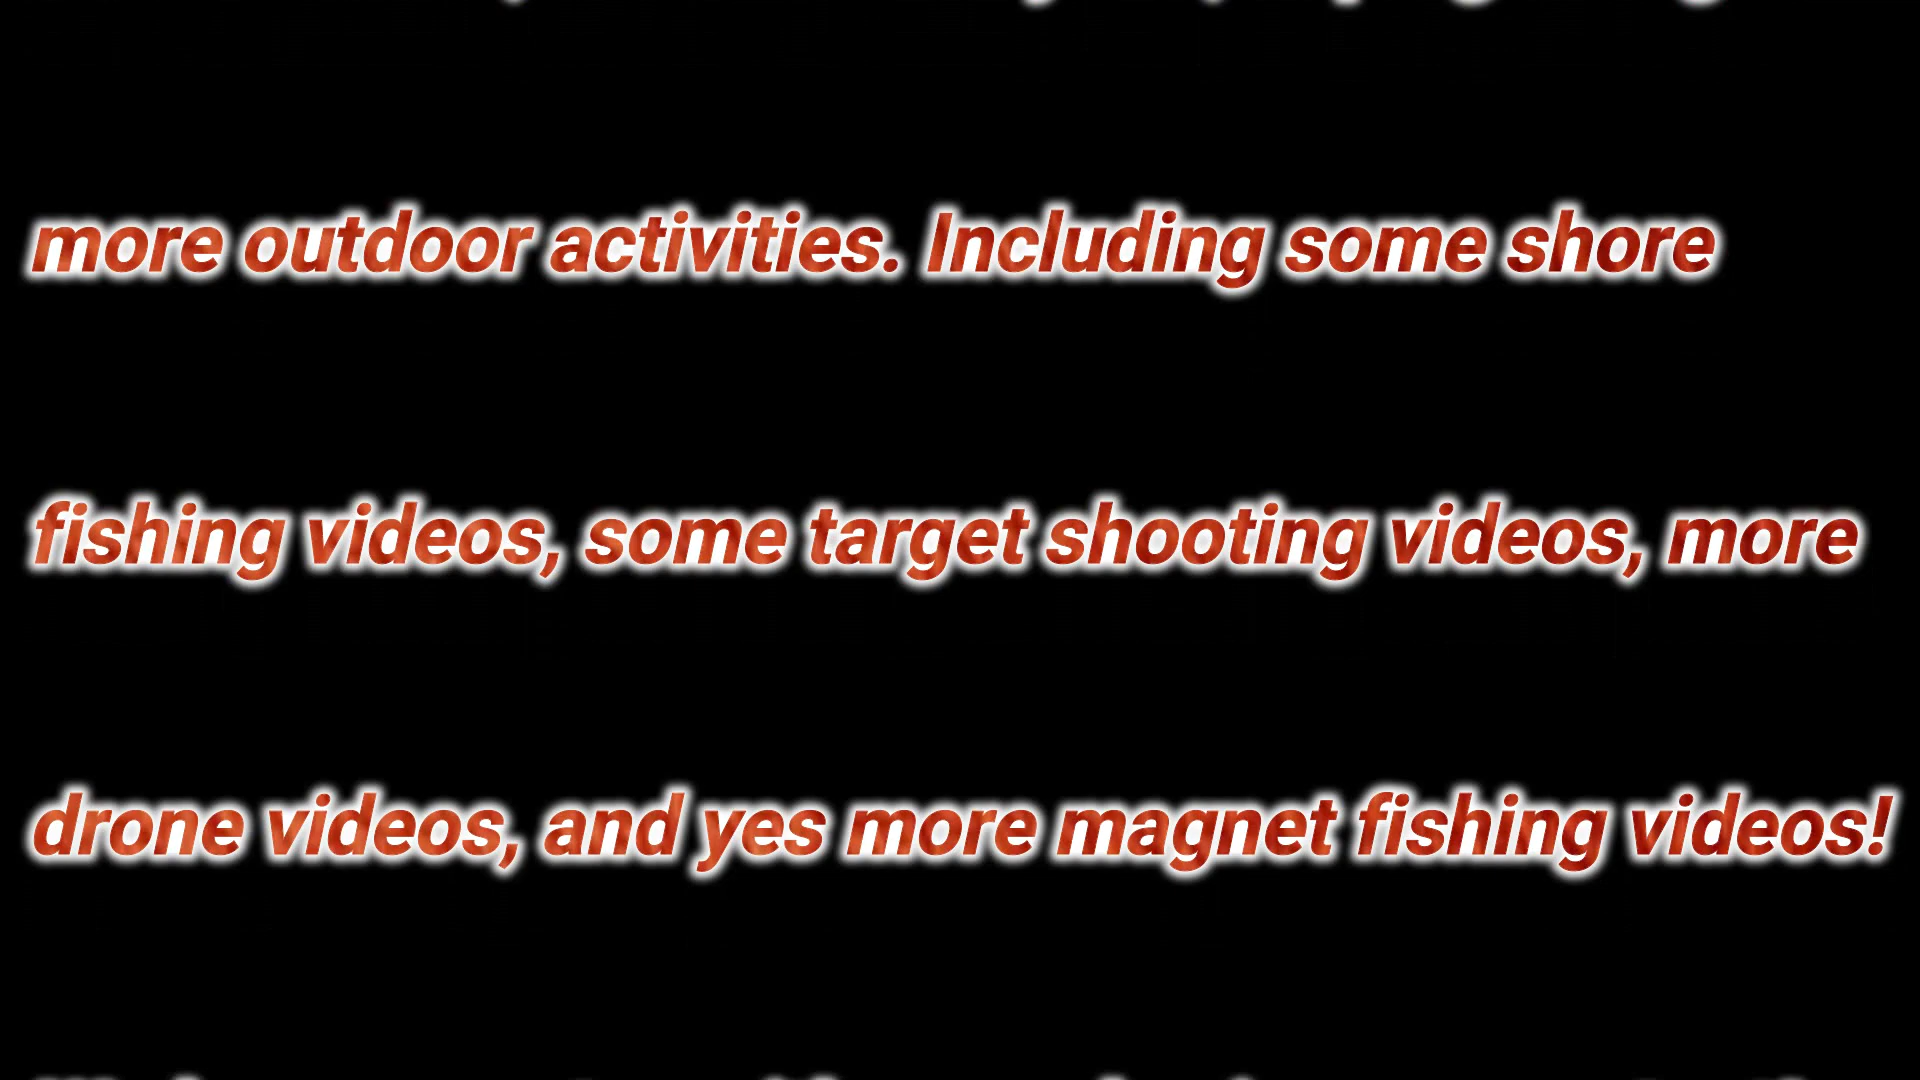 more outdoor activities. Including some shore
fishing videos, some target shooting videos, more
drone videos, and yes more magnet fishing videos!